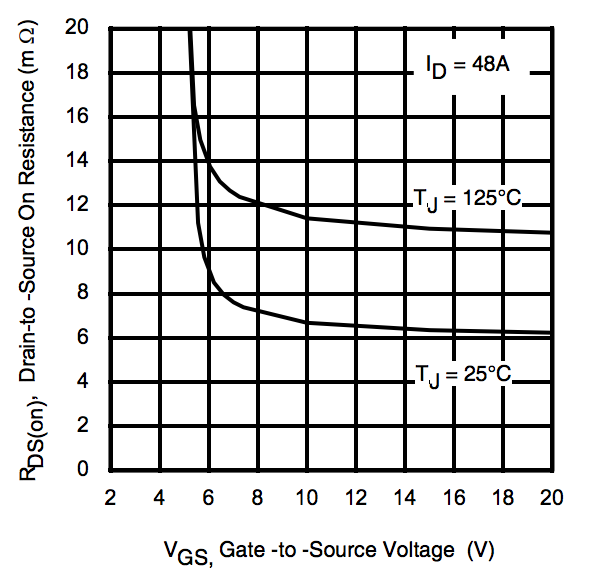 20
18
16
14
12
10
8
6
4
2
0
RDS(on), Drain-to -Source On Resistance (m Ω)
ID = 48A
TJ = 125°C
TJ = 25°C
2 4 6 8 10 12 14 16 18 20
VGS, Gate -to -Source Voltage (V)